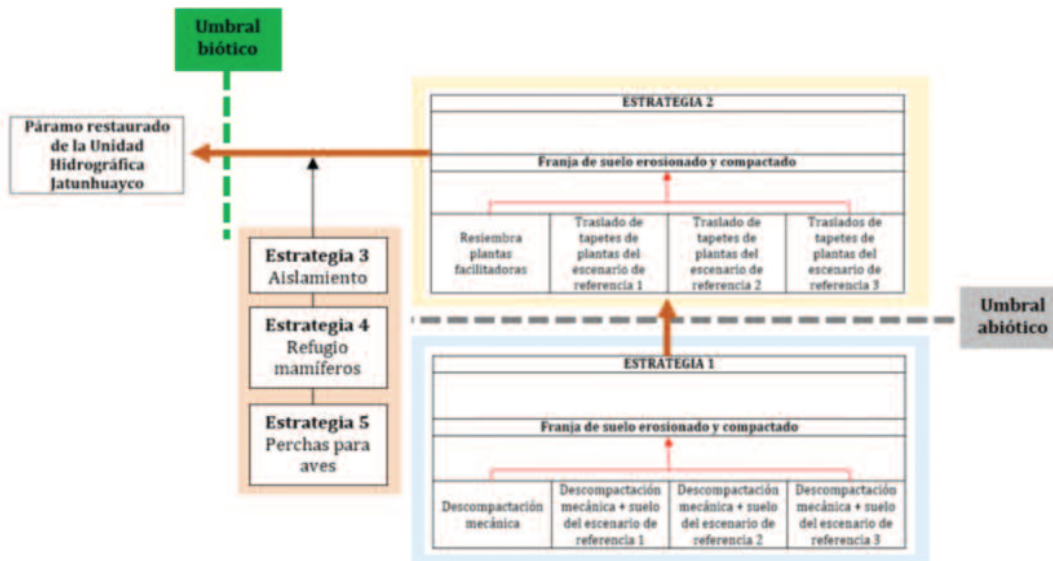 Umbral
biótico
Páramo restaurado
de la Unidad
Hidrográfica
Jatunhuayco
ESTRATEGIA 2
Franja de suelo erosionado y compactado
Resiembra
plantas
facilitadoras
Traslado de
tapetes de
plantas del
escenario de
referencia 1
Traslado de
tapetes de
plantas del
escenario de
referencia 2
Traslados de
tapetes de
plantas del
escenario de
referencia 3
Estrategia 3
Aislamiento
Estrategia 4
Refugio
mamíferos
Estrategia 5
Perchas para
aves
Umbral
abiótico
ESTRATEGIA 1
Franja de suelo erosionado y compactado
Descompactación
mecánica
Descompactación
mecánica + suelo
del escenario de
referencia 1
Descompactación
mecánica + suelo
del escenario de
referencia 2
Descompactación
mecánica + suelo
del escenario de
referencia 3